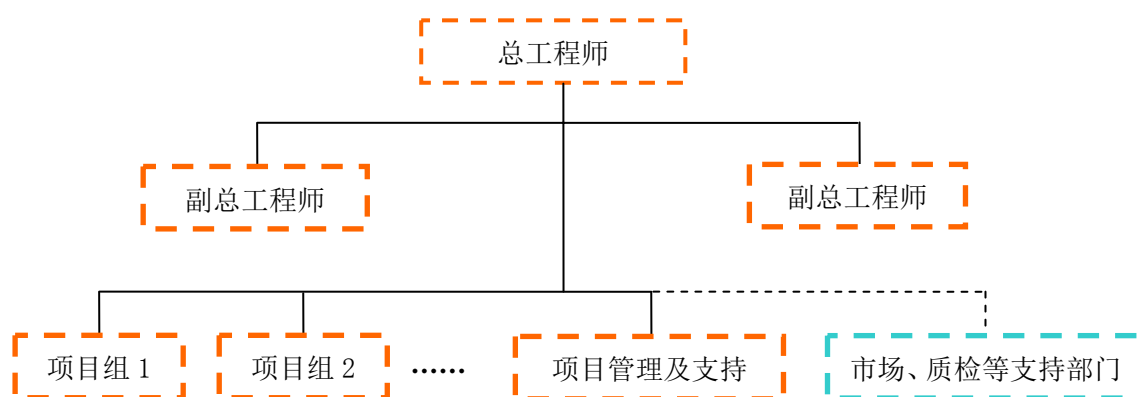 总工程师
副总工程师
副总工程师
项目组 1
项目组 2
……
项目管理及支持
市场、质检等支持部门